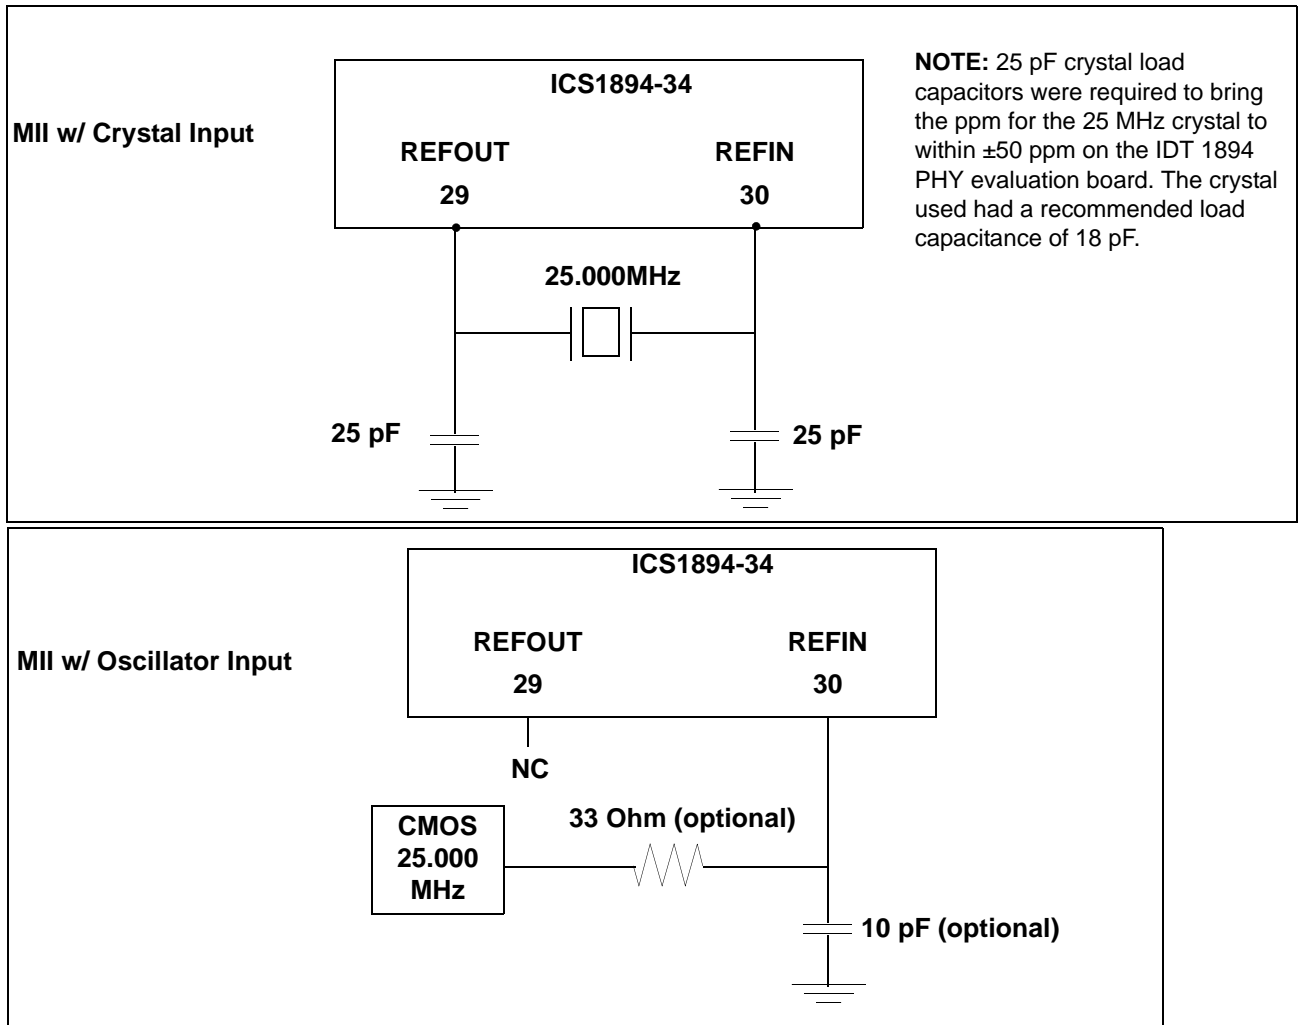 ICS1894-34
MII w/ Crystal Input
REFOUT
REFIN
29
30
25.000MHz
25 pF
25 pF
NOTE: 25 pF crystal load
capacitors were required to bring
the ppm for the 25 MHz crystal to
within ±50 ppm on the IDT 1894
PHY evaluation board. The crystal
used had a recommended load
capacitance of 18 pF.
ICS1894-34
MII w/ Oscillator Input
REFOUT
REFIN
29
30
NC
CMOS
25.000
MHz
33 Ohm (optional)
10 pF (optional)